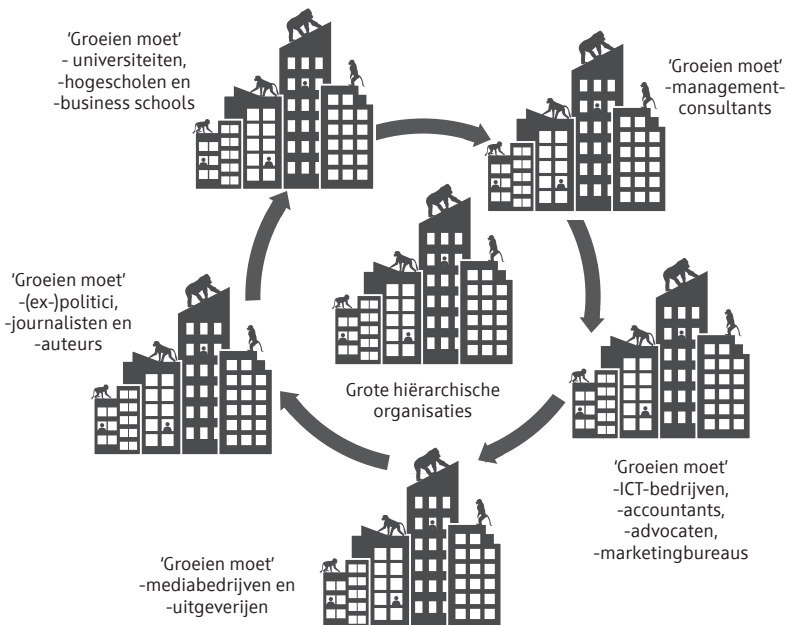 'Groeien moet'
- universiteiten,
-hogescholen en
-business schools
'Groeien moet'
-management-
consultants
'Groeien moet'
-(ex-)politici,
-journalisten en
-auteurs
Grote hiërarchische
organisaties
'Groeien moet'
-ICT-bedrijven,
-accountants,
-advocaten,
-marketingbureaus
'Groeien moet'
-mediabedrijven en
-uitgeverijen